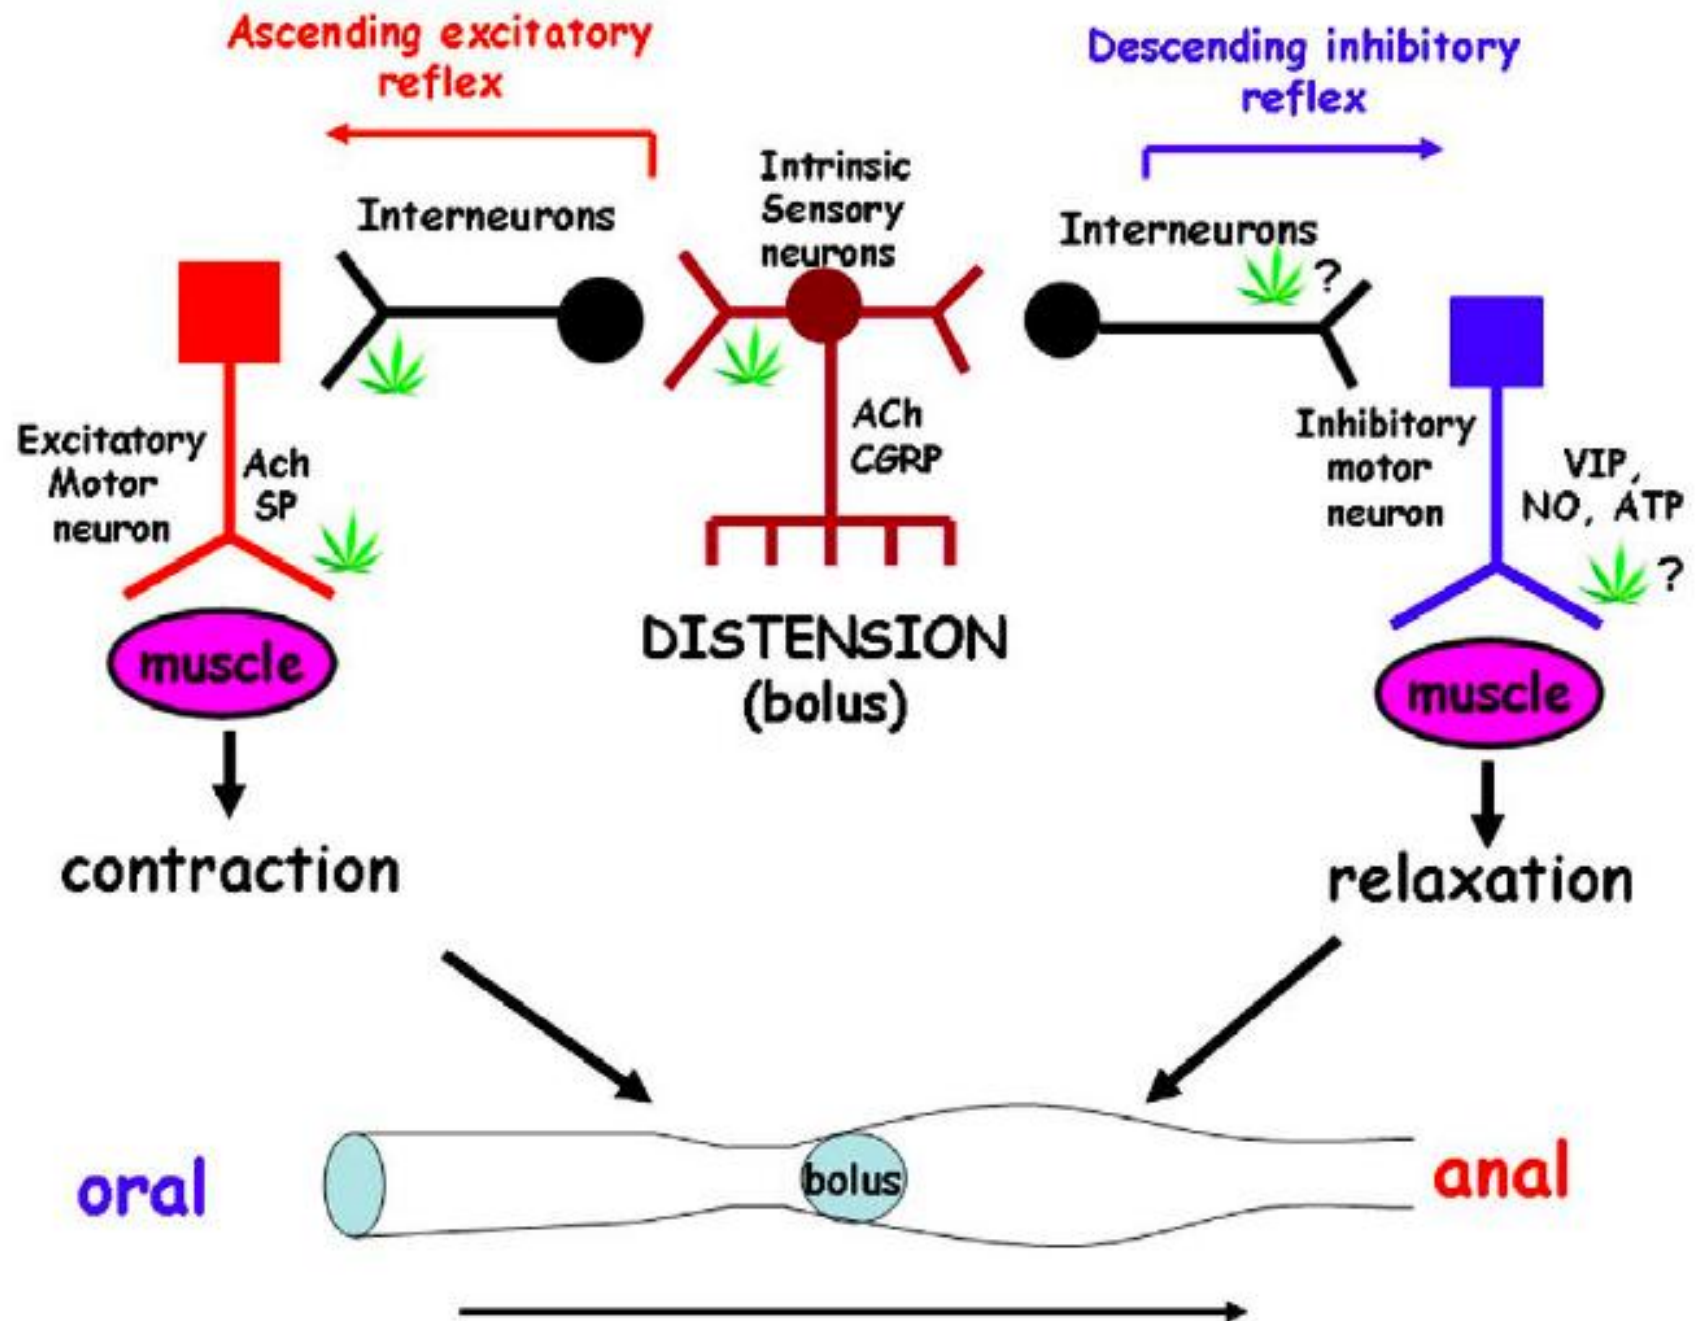 Ascending excitatory
reflex
Descending inhibitory
reflex
Interneurons
Intrinsic
Sensory
neurons
Interneurons
?
Excitatory
Motor
neuron
Ach
SP
ACh
CGRP
Inhibitory
motor
neuron
VIP,
NO, ATP
?
muscle
DISTENSION
(bolus)
muscle
contraction
relaxation
oral
bolus
anal